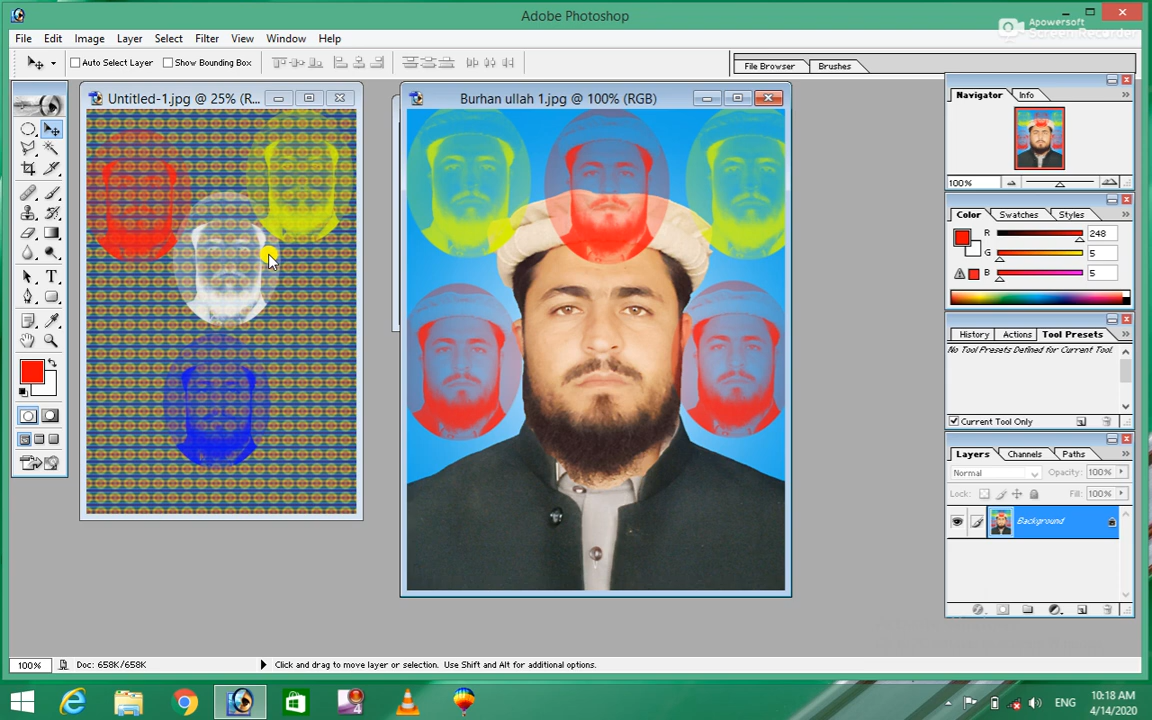 Adobe Photoshop
Apowersoft
Screen Recorder
File Edit Image Layer Select Filter View Window Help
Auto Select Layer Show Bounding Box
File Browser Brushes
Untitled-1.jpg @ 25% (R...
Burhan ullah 1.jpg @ 100% (RGB)
Navigator Info
100%
Color Swatches Styles
R 248
G 5
B 5
History Actions Tool Presets
No Tool Presets Defined for Current Tool.
Current Tool Only
Layers Channels Paths
Normal Opacity: 100%
Lock: Fill: 100%
Background
T
100% Doc: 658K/658K Click and drag to move layer or selection. Use Shift and Alt for additional options.
4
ENG
10:18 AM
4/14/2020